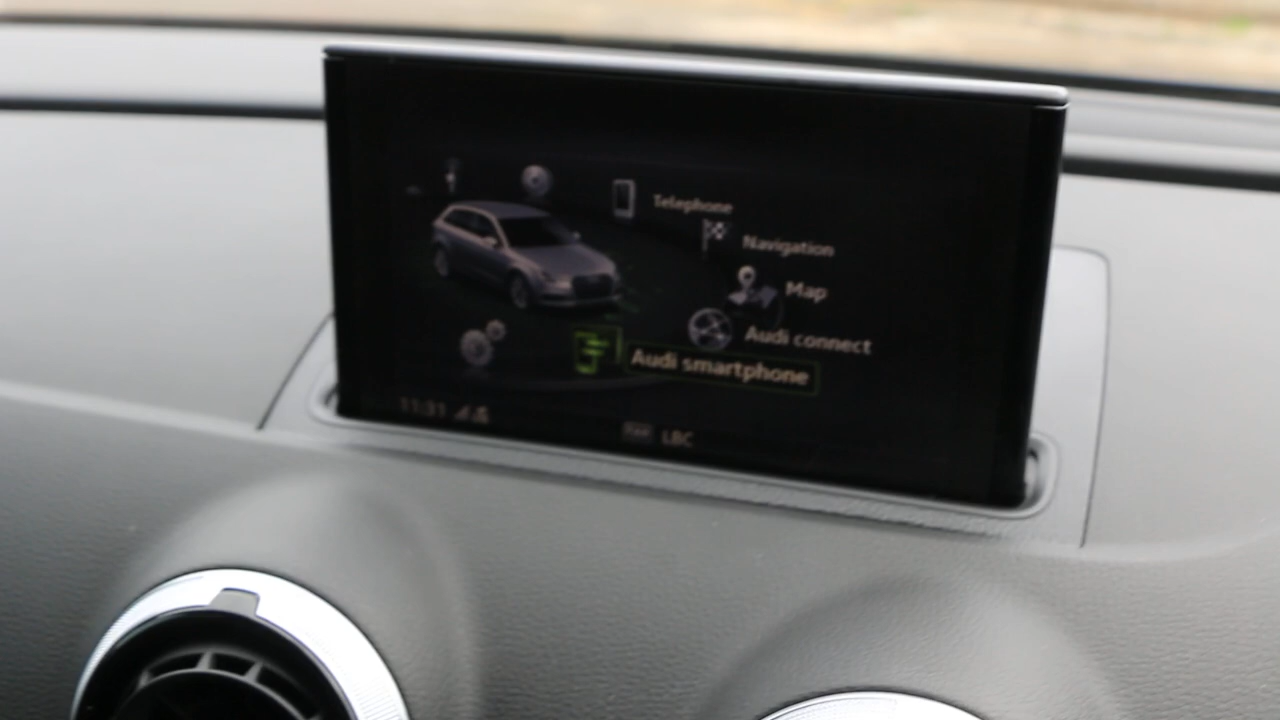 Telephone
Navigation
Map
Audi connect
Audi smartphone
11:31
LBC